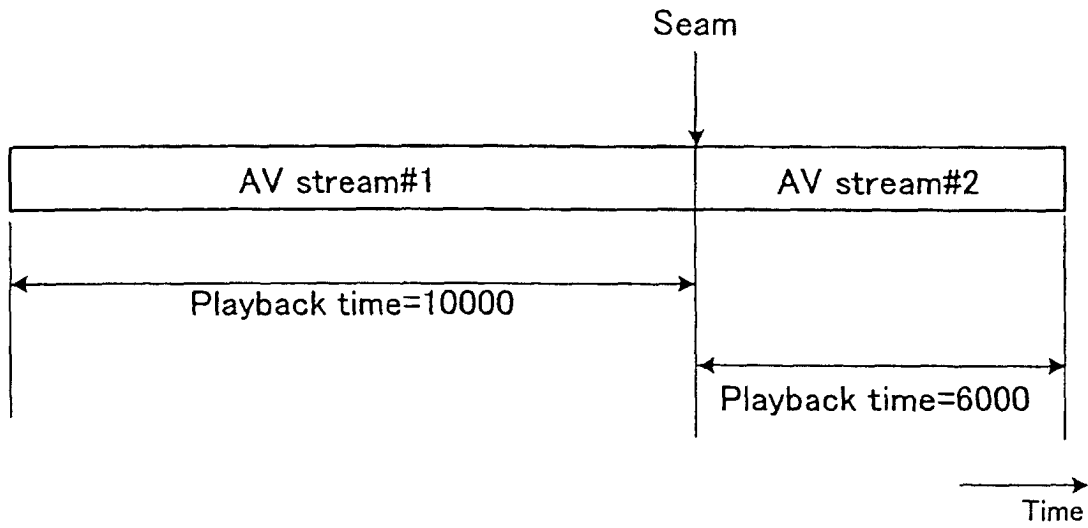 Seam
AV stream#1
AV stream#2
Playback time=10000
Playback time=6000
Time